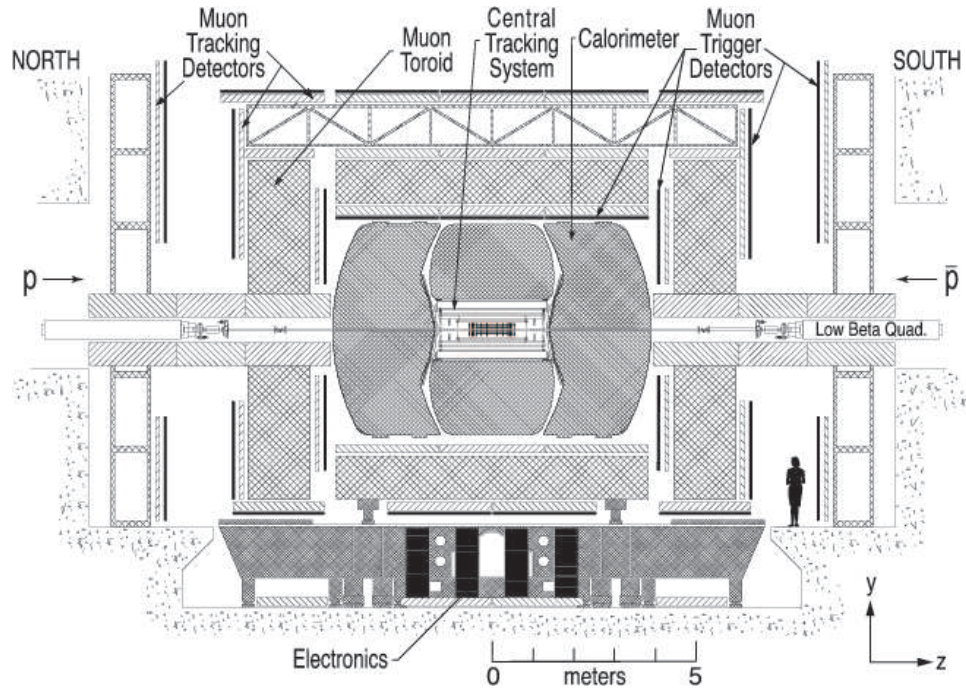 NORTH
Muon
Tracking
Detectors
Muon
Toroid
Central
Tracking
System
Calorimeter
Muon
Trigger
Detectors
SOUTH
p
p̅
Low Beta Quad.
Electronics
0
meters
5
y
z